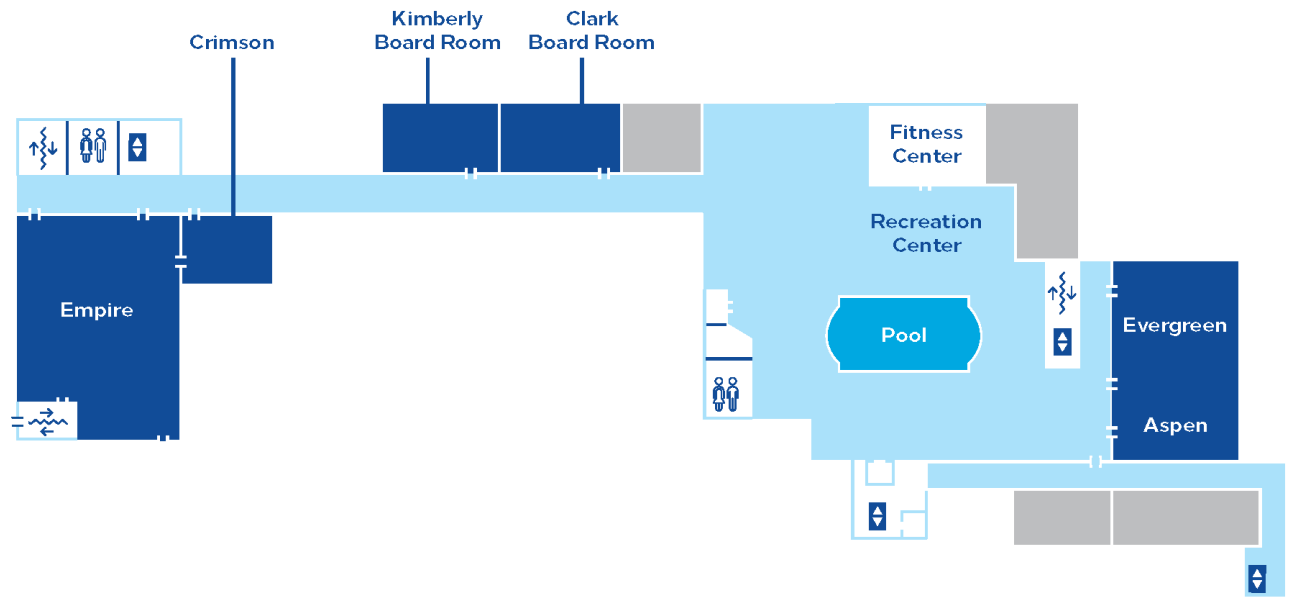 Kimberly
Board Room
Clark
Board Room
Crimson
Fitness
Center
Recreation
Center
Empire
Pool
Evergreen
Aspen